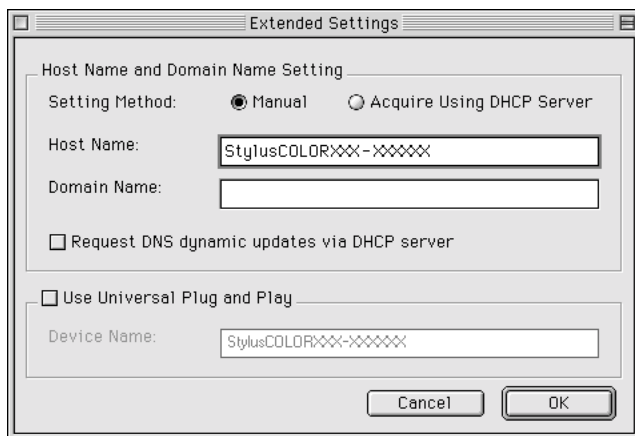 Extended Settings
Host Name and Domain Name Setting
Setting Method: Manual Acquire Using DHCP Server
Host Name: StylusCOLORXXX-XXXXXX
Domain Name:
Request DNS dynamic updates via DHCP server
Use Universal Plug and Play
Device Name: StylusCOLORXXX-XXXXXX
Cancel OK